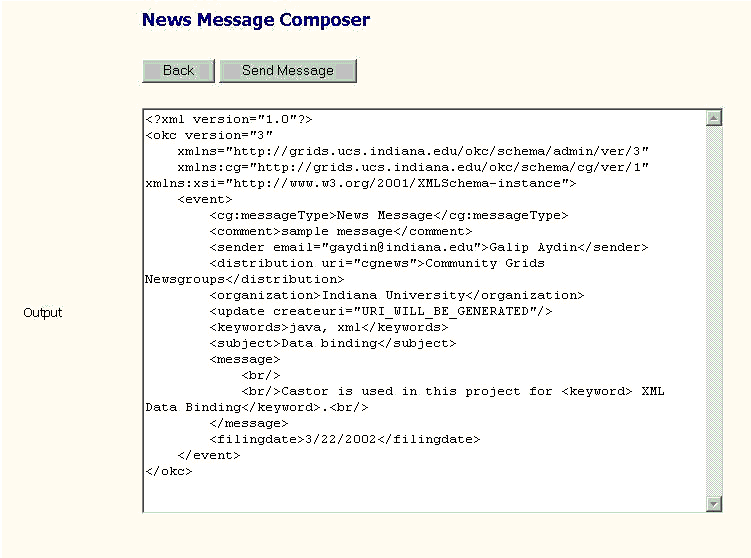 News Message Composer
Back
Send Message
Output
<?xml version="1.0"?>
<okc version="3"
    xmlns="http://grids.ucs.indiana.edu/okc/schema/admin/ver/3"
    xmlns:cg="http://grids.ucs.indiana.edu/okc/schema/cg/ver/1"
xmlns:xsi="http://www.w3.org/2001/XMLSchema-instance">
    <event>
        <cg:messageType>News Message</cg:messageType>
        <comment>sample message</comment>
        <sender email="gaydin@indiana.edu">Galip Aydin</sender>
        <distribution uri="cgnews">Community Grids
Newsgroups</distribution>
        <organization>Indiana University</organization>
        <update createuri="URI_WILL_BE_GENERATED"/>
        <keywords>java, xml</keywords>
        <subject>Data binding</subject>
        <message>
            <br/>
            <br/>Castor is used in this project for <keyword> XML
Data Binding</keyword>.<br/>
        </message>
        <filingdate>3/22/2002</filingdate>
    </event>
</okc>